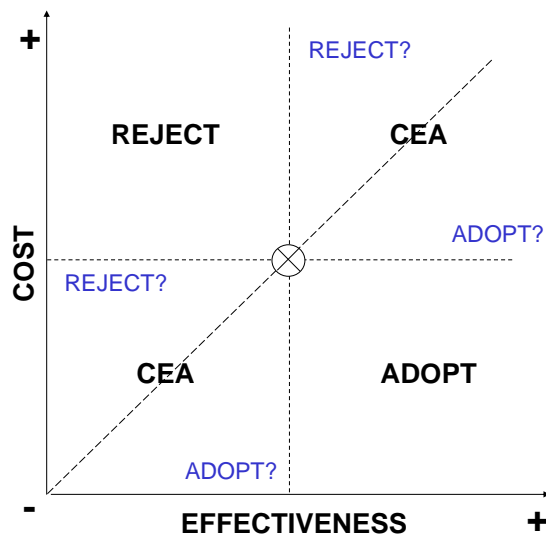 +
REJECT?
REJECT
CEA
ADOPT?
COST
REJECT?
CEA
ADOPT
ADOPT?
-
EFFECTIVENESS
+